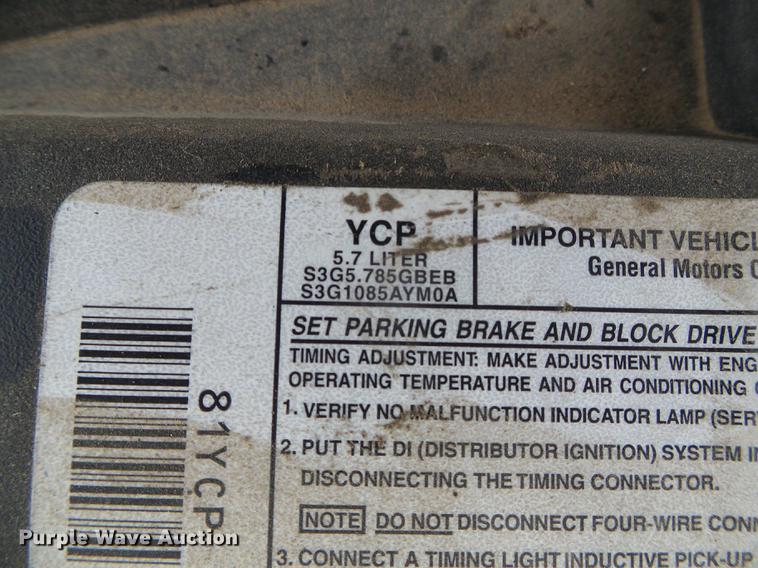 YCP
5.7 LITER
S3G5.785GBEB
S3G1085AYM0A
IMPORTANT VEHICL
General Motors C
SET PARKING BRAKE AND BLOCK DRIVE
TIMING ADJUSTMENT: MAKE ADJUSTMENT WITH ENG
OPERATING TEMPERATURE AND AIR CONDITIONING
1. VERIFY NO MALFUNCTION INDICATOR LAMP (SER
2. PUT THE DI (DISTRIBUTOR IGNITION) SYSTEM IN
DISCONNECTING THE TIMING CONNECTOR.
NOTE DO NOT DISCONNECT FOUR-WIRE CONN
3. CONNECT A TIMING LIGHT INDUCTIVE PICK-UP
81YCP
Purple Wave Auction